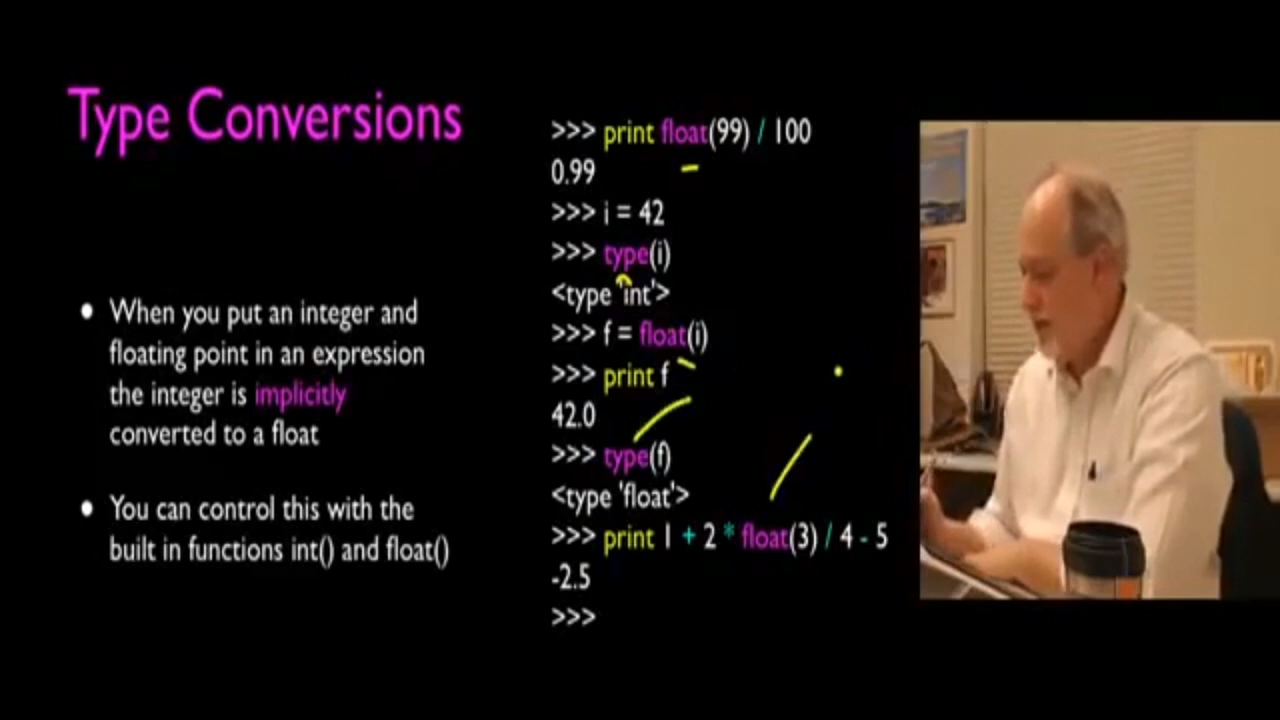 Type Conversions
When you put an integer and
floating point in an expression
the integer is implicitly
converted to a float
You can control this with the
built in functions int() and float()
>>> print float(99) / 100
0.99
>>> i = 42
>>> type(i)
<type 'int'>
>>> f = float(i)
>>> print f
42.0
>>> type(f)
<type 'float'>
>>> print 1 + 2 * float(3) / 4 - 5
-2.5
>>>